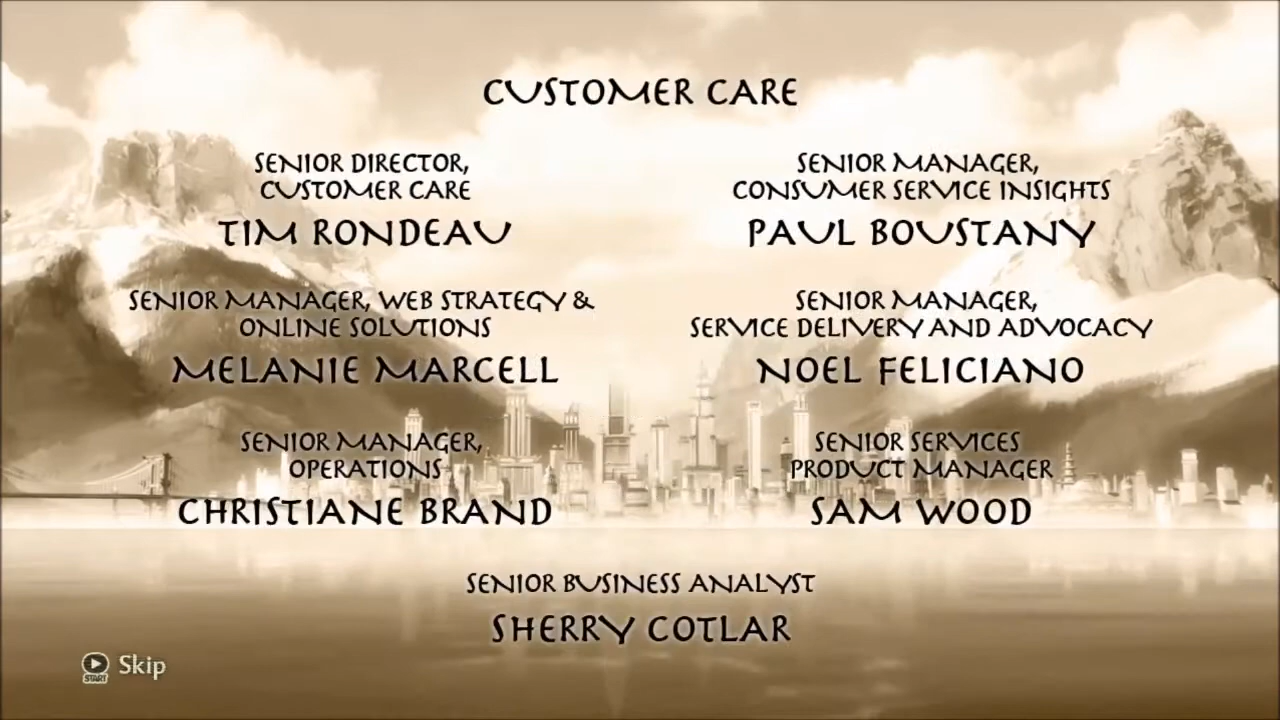 CUSTOMER CARE
SENIOR DIRECTOR,
CUSTOMER CARE
TIM RONDEAU
SENIOR MANAGER,
CONSUMER SERVICE INSIGHTS
PAUL BOUSTANY
SENIOR MANAGER, WEB STRATEGY &
ONLINE SOLUTIONS
MELANIE MARCELL
SENIOR MANAGER,
SERVICE DELIVERY AND ADVOCACY
NOEL FELICIANO
SENIOR MANAGER,
OPERATIONS
CHRISTIANE BRAND
SENIOR SERVICES
PRODUCT MANAGER
SAM WOOD
SENIOR BUSINESS ANALYST
SHERRY COTLAR
START
Skip